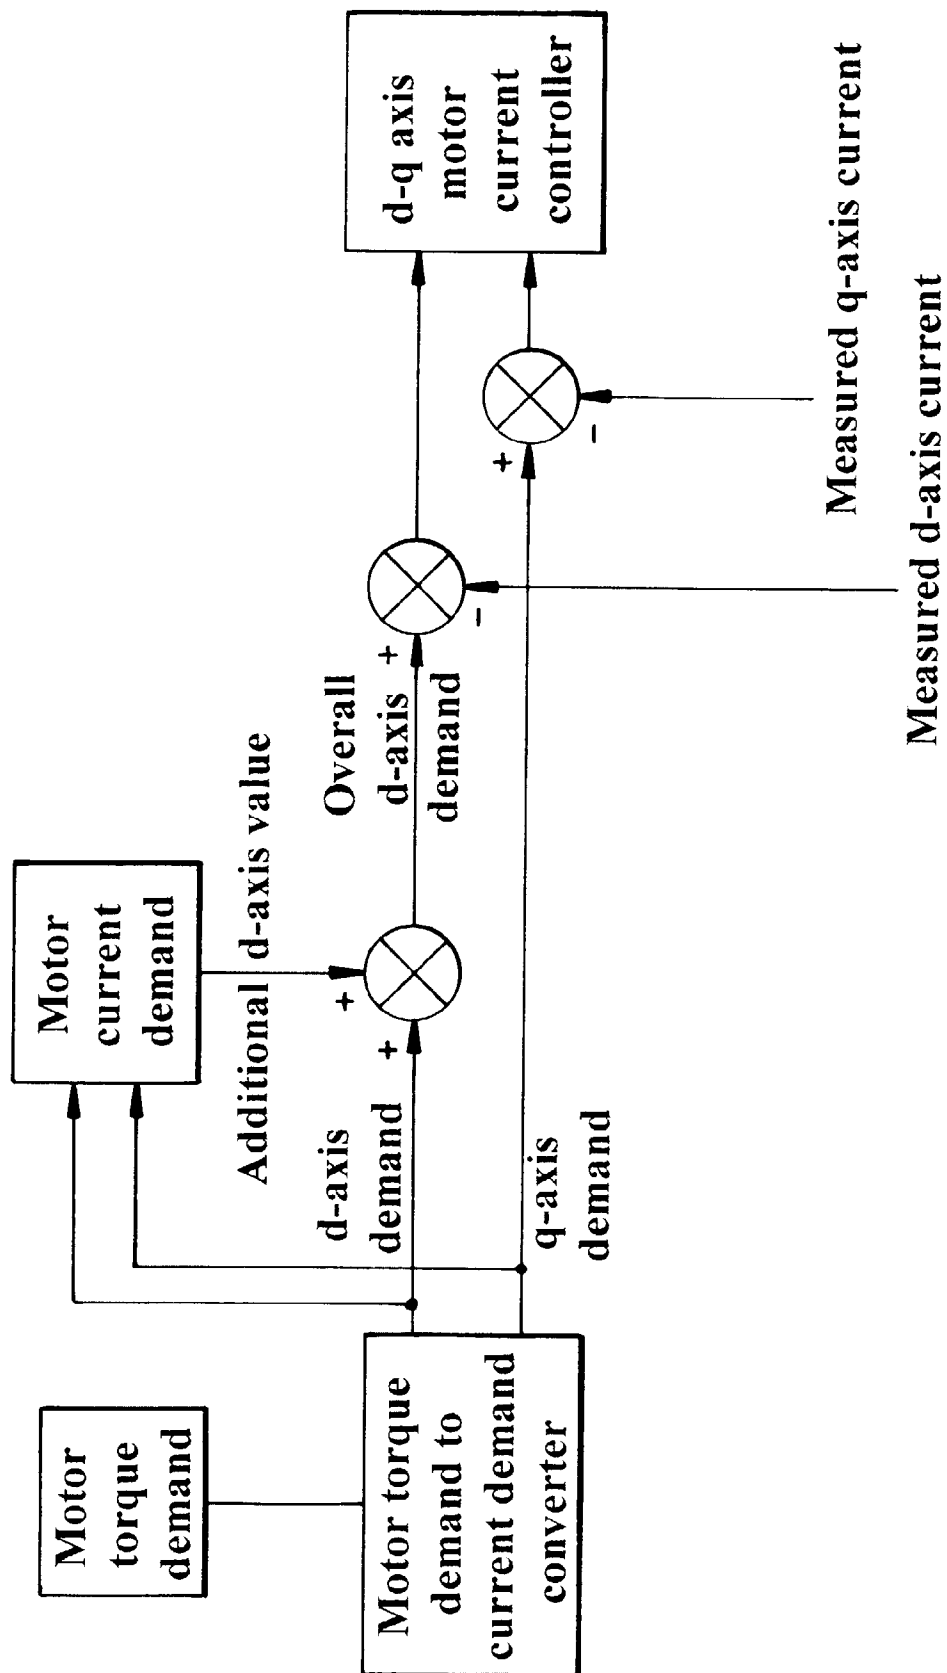 Motor
torque
demand
Motor torque
demand to
current demand
converter
Motor
current
demand
Additional d-axis value
d-axis
demand
+
+
q-axis
demand
Overall
d-axis
demand
+
-
+
-
d-q axis
motor
current
controller
Measured q-axis current
Measured d-axis current